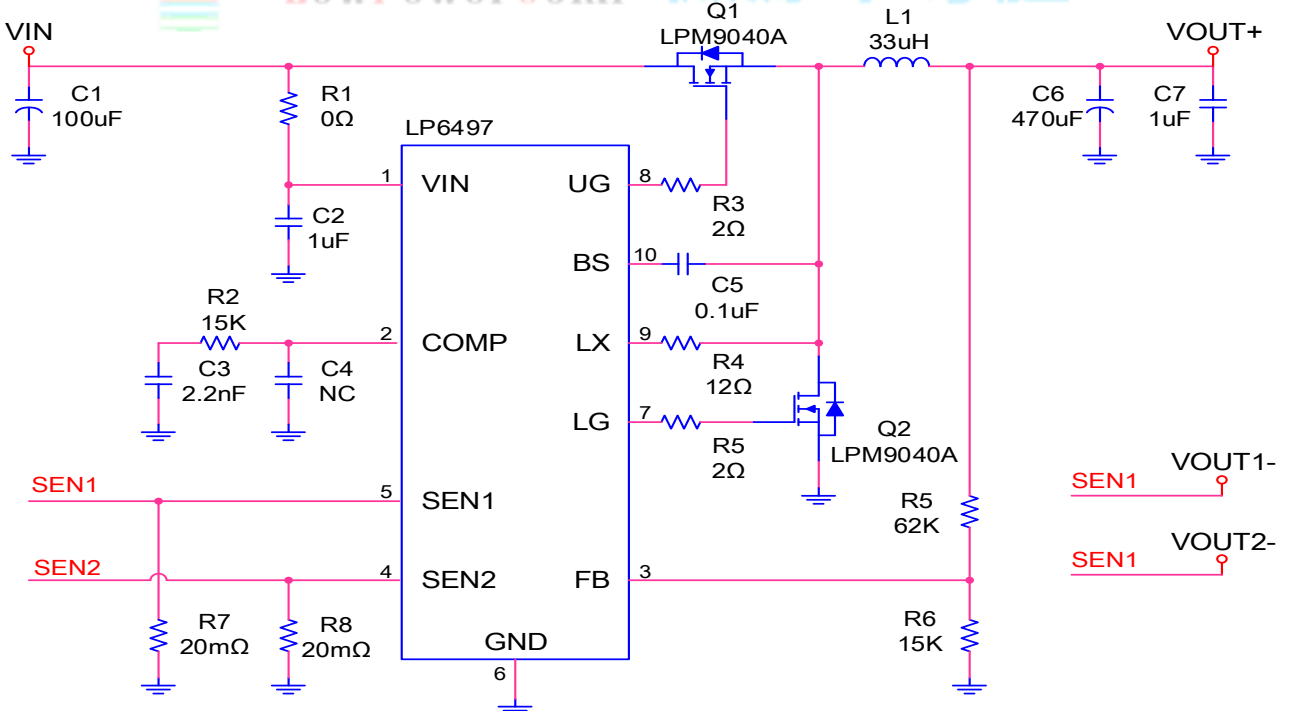 VIN
Q1
LPM9040A
L1
33uH
VOUT+
C1
100uF
R1
0Ω
C6
470uF
C7
1uF
LP6497
1
VIN
UG
8
R3
2Ω
C2
1uF
BS
10
C5
0.1uF
R2
15K
2
COMP
LX
9
R4
12Ω
C3
2.2nF
C4
NC
LG
7
R5
2Ω
Q2
LPM9040A
SEN1
5
SEN1
R5
62K
SEN1
VOUT1-
SEN2
4
SEN2
FB
3
SEN1
VOUT2-
R7
20mΩ
R8
20mΩ
GND
6
R6
15K